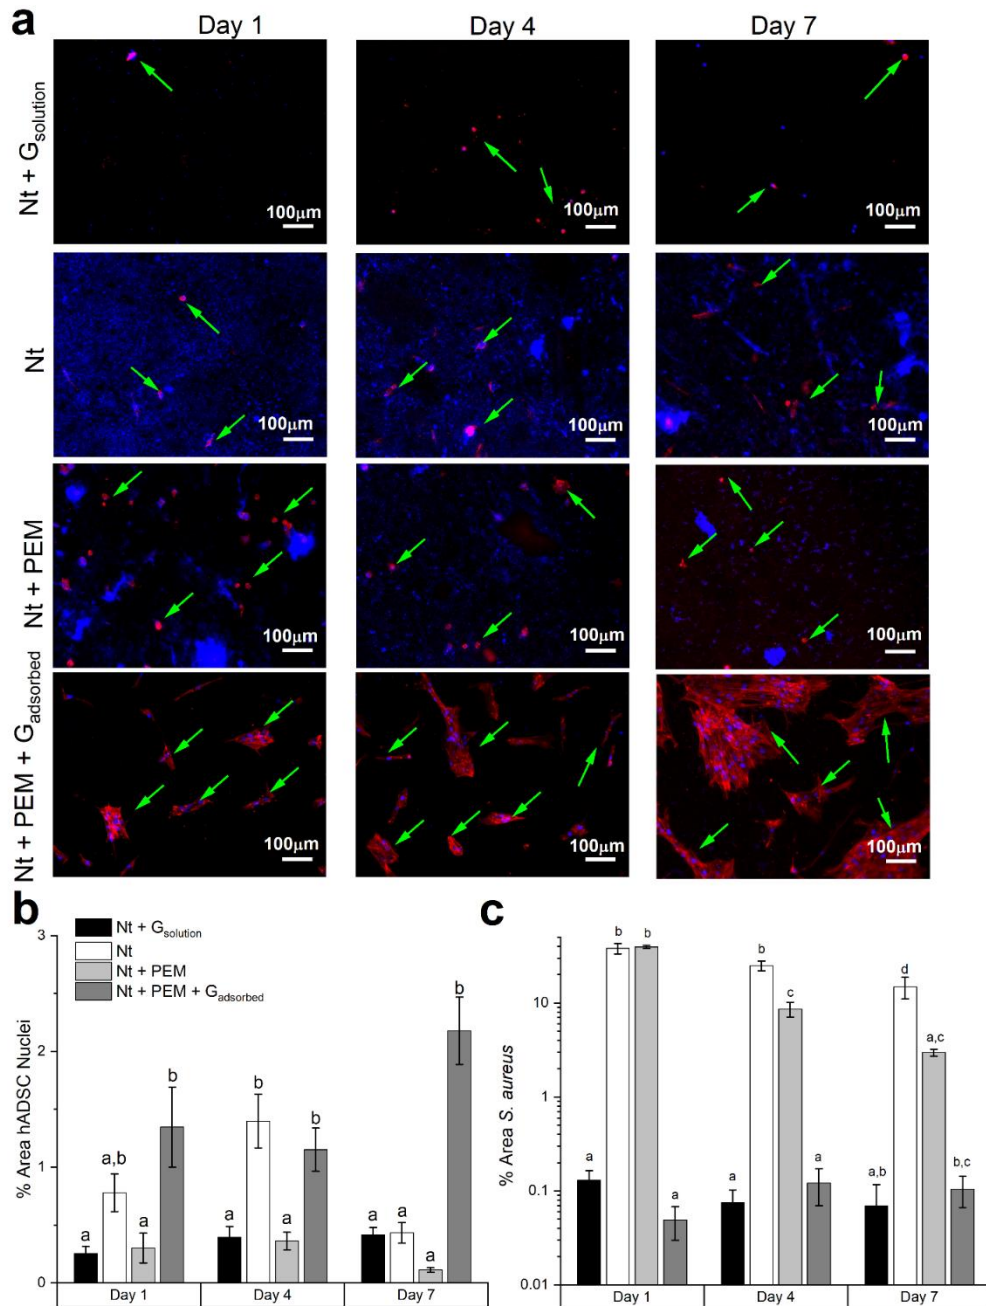 a
Day 1
Day 4
Day 7
Nt + Gsolution
100μm
100μm
100μm
Nt
100μm
100μm
100μm
Nt + PEM
100μm
100μm
100μm
Nt + PEM + Gadsorbed
100μm
100μm
100μm
b
Nt + Gsolution
Nt
Nt + PEM
Nt + PEM + Gadsorbed
% Area hADSC Nuclei
3
2
1
0
a
a,b
a
b
a
b
a
b
a
a
a
b
Day 1
Day 4
Day 7
c
% Area S. aureus
10
1
0.1
0.01
a
b
b
a
a
b
c
a
a,b
d
a,c
b,c
Day 1
Day 4
Day 7